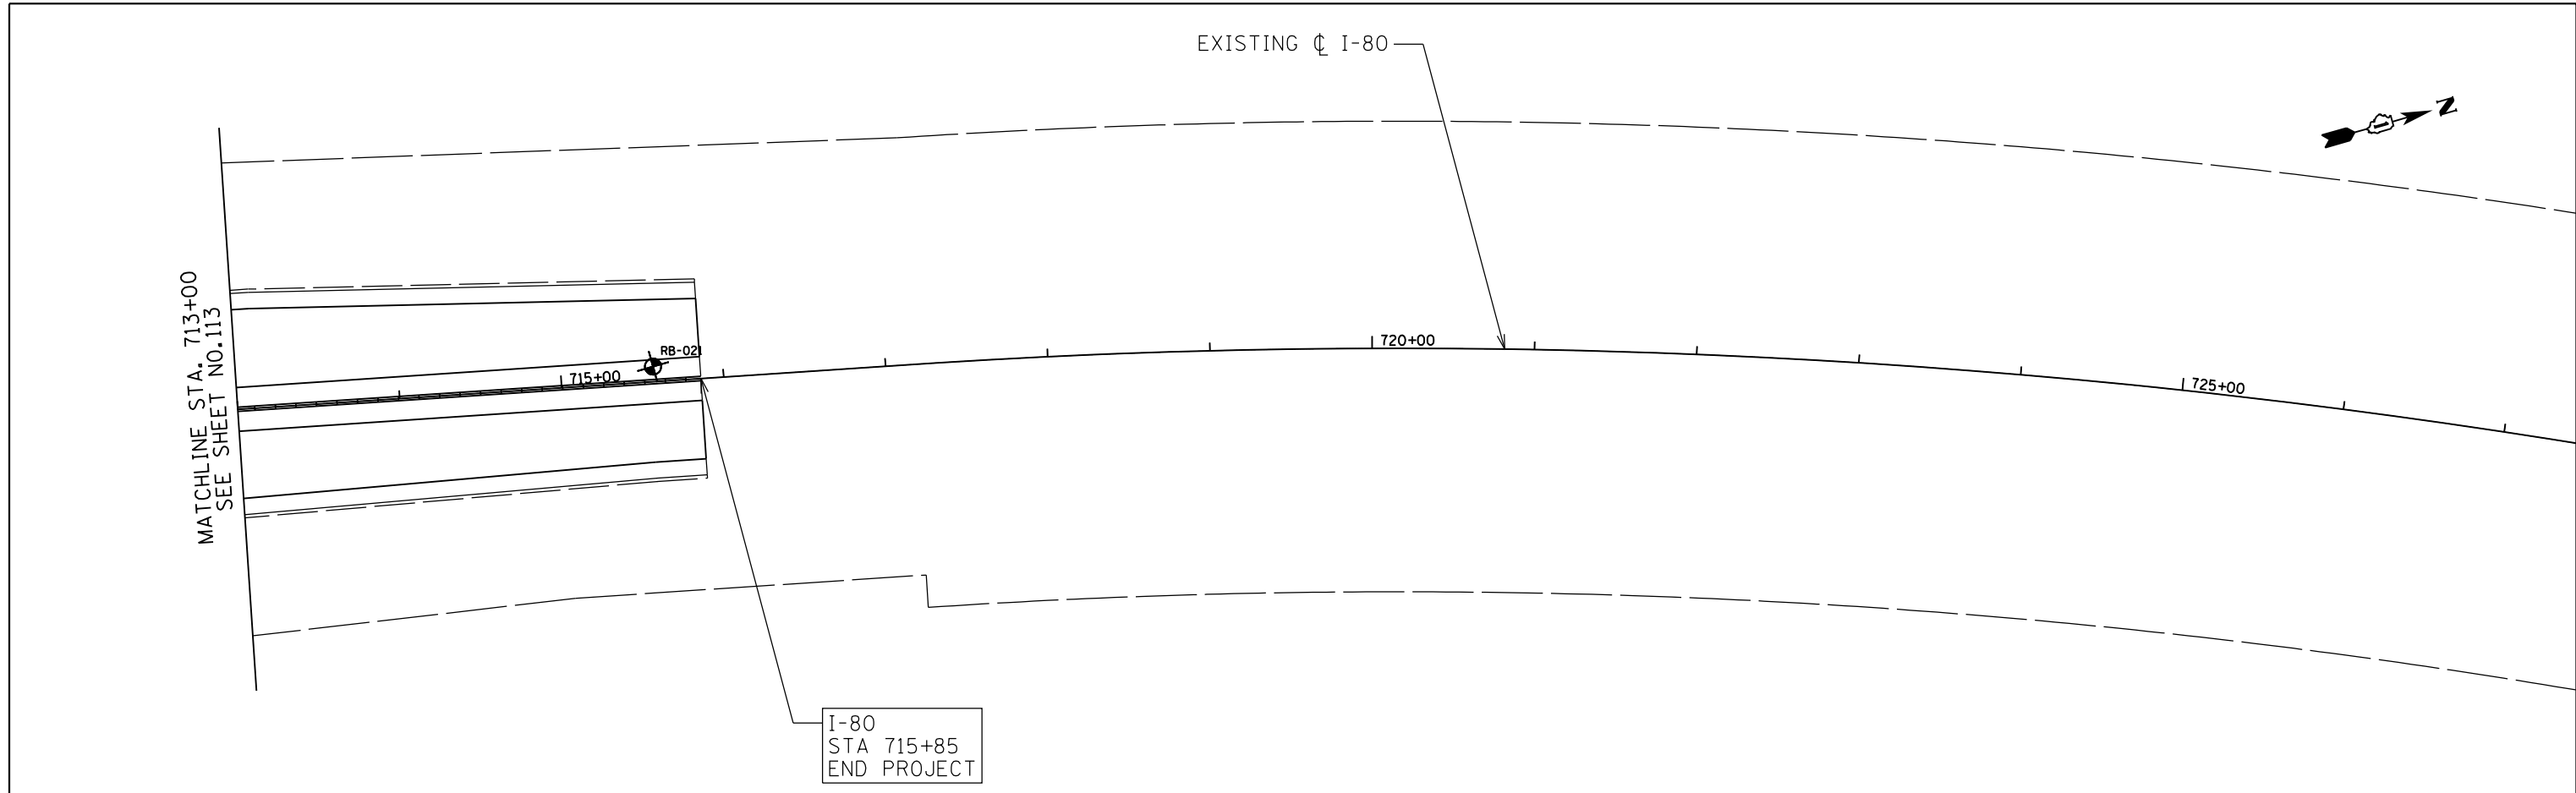 EXISTING ℄ I-80
N
MATCHLINE STA. 713+00
SEE SHEET NO.113
RB-021
715+00
720+00
725+00
I-80
STA 715+85
END PROJECT